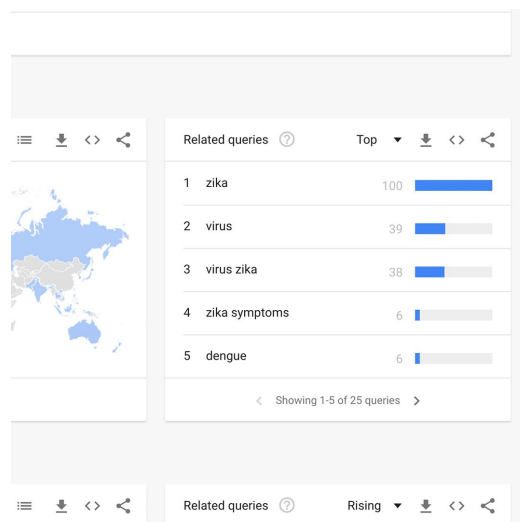 Related queries ? Top
1 zika 100
2 virus 39
3 virus zika 38
4 zika symptoms 6
5 dengue 6
Showing 1-5 of 25 queries
Related queries ? Rising